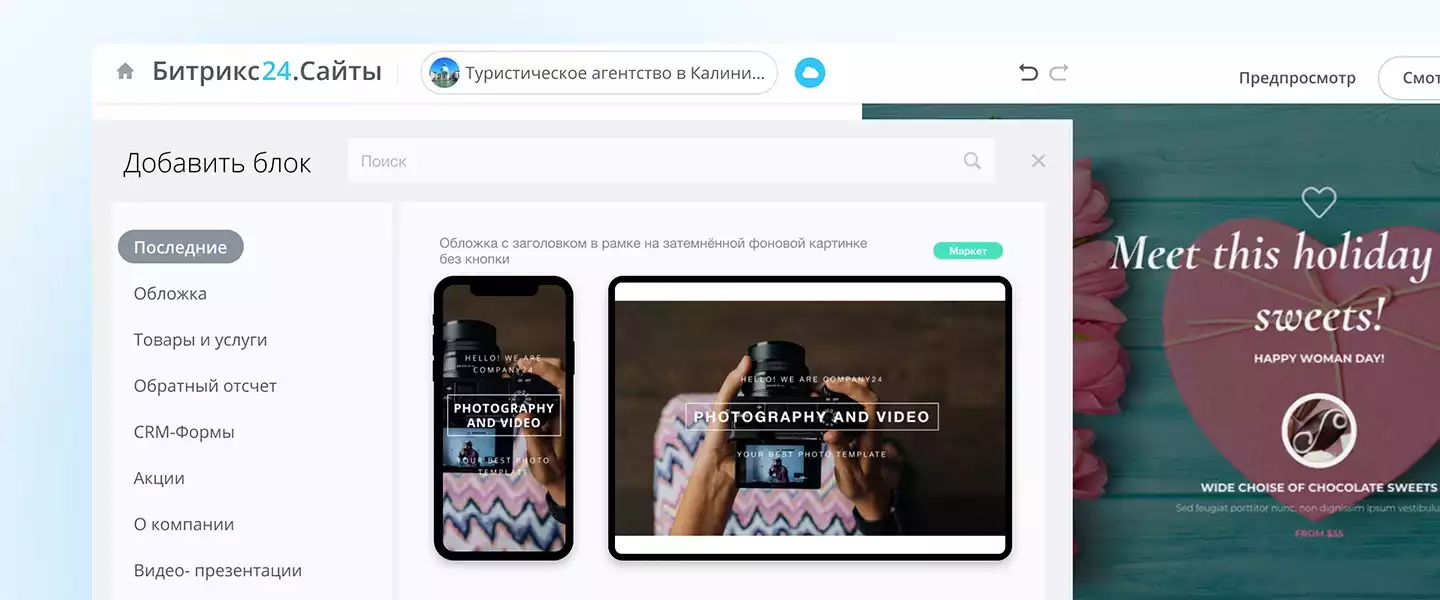 Битрикс24.Сайты
Туристическое агентство в Калини...
Предпросмотр
Смот
Добавить блок
Поиск
Последние
Обложка
Товары и услуги
Обратный отсчет
CRM-Формы
Акции
О компании
Видео- презентации
Обложка с заголовком в рамке на затемнённой фоновой картинке
без кнопки
Маркет
HELLO! WE ARE
COMPANY24
PHOTOGRAPHY
AND VIDEO
YOUR BEST PHOTO
TEMPLATE
HELLO! WE ARE COMPANY24
PHOTOGRAPHY AND VIDEO
YOUR BEST PHOTO TEMPLATE
Meet this holiday
sweets!
HAPPY WOMAN DAY!
WIDE CHOISE OF CHOCOLATE SWEETS
Sed feugiat porttitor nunc, non dignissim ipsum vestibulu
FROM $55